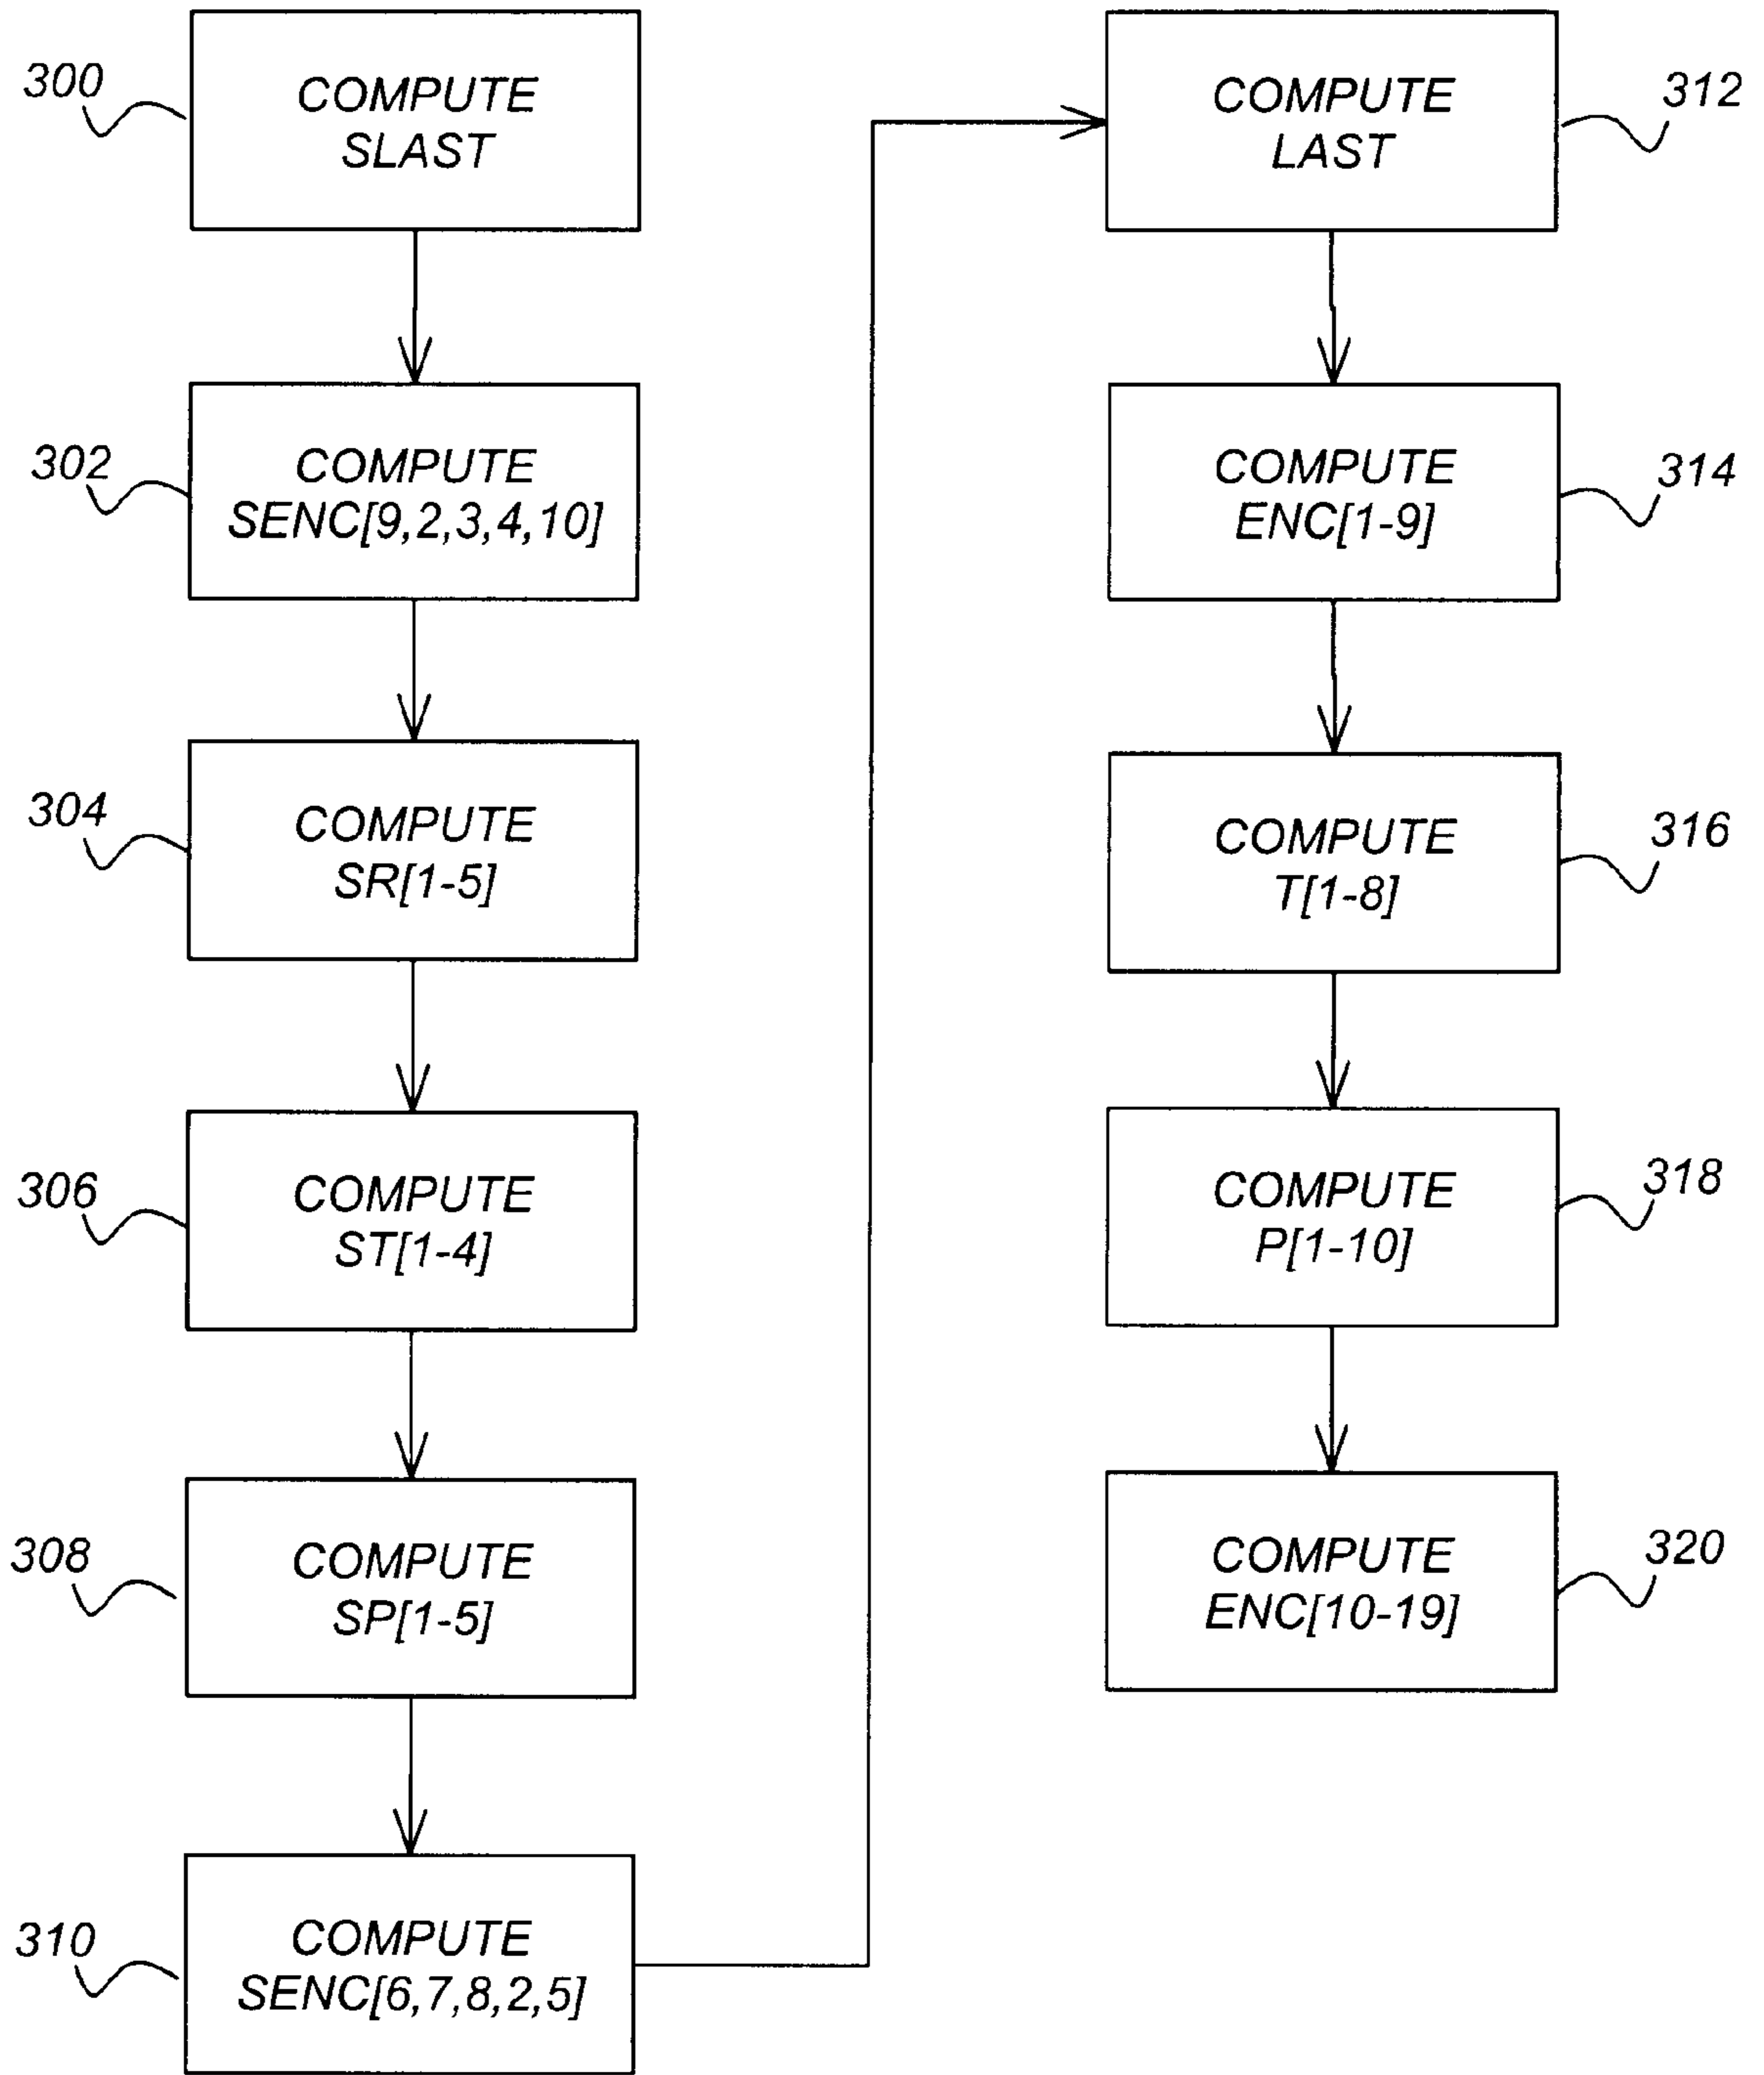 300
COMPUTE
SLAST
302
COMPUTE
SENC[9,2,3,4,10]
304
COMPUTE
SR[1-5]
306
COMPUTE
ST[1-4]
308
COMPUTE
SP[1-5]
310
COMPUTE
SENC[6,7,8,2,5]
312
COMPUTE
LAST
314
COMPUTE
ENC[1-9]
316
COMPUTE
T[1-8]
318
COMPUTE
P[1-10]
320
COMPUTE
ENC[10-19]